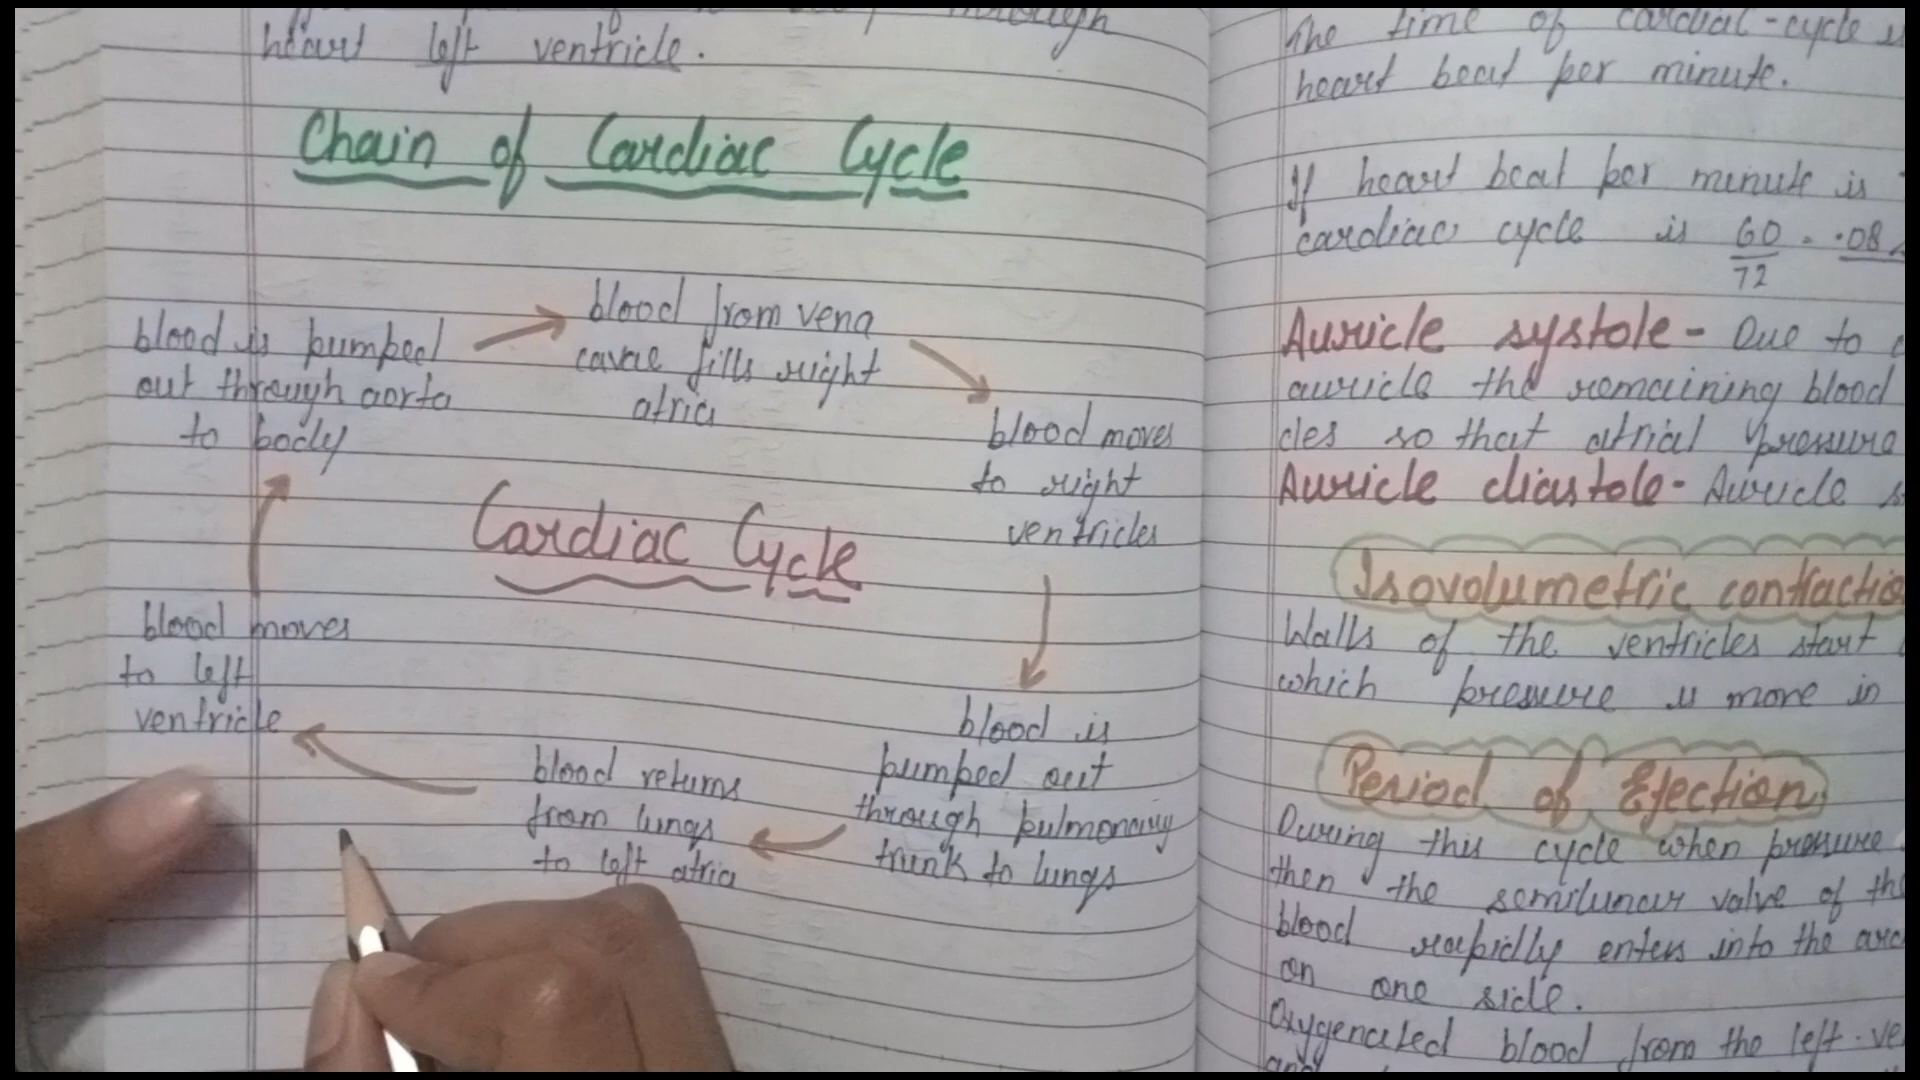 through
heart left ventricle.
Chain of Cardiac Cycle
blood from vena
cavae fills right
atria
blood moves
to right
ventricles
blood is
pumped out
through pulmonary
trunk to lungs
blood returns
from lungs
to left atria
blood moves
to left
ventricle
blood is pumped
out through aorta
to body
Cardiac Cycle
The time of cardial-cycle is
heart beat per minute.
If heart beat per minute is
cardiac cycle is 60/72 = .08
Auricle systole - Due to
auricle the remaining blood
cles so that atrial pressure
Auricle diastole - Auricle
Isovolumetric contractio
Walls of the ventricles start
which pressure is more in
Period of Ejection
During this cycle when pressure
then the semilunar valve of the
blood rapidly enters into the
on one side.
Oxygenated blood from the left ve
and